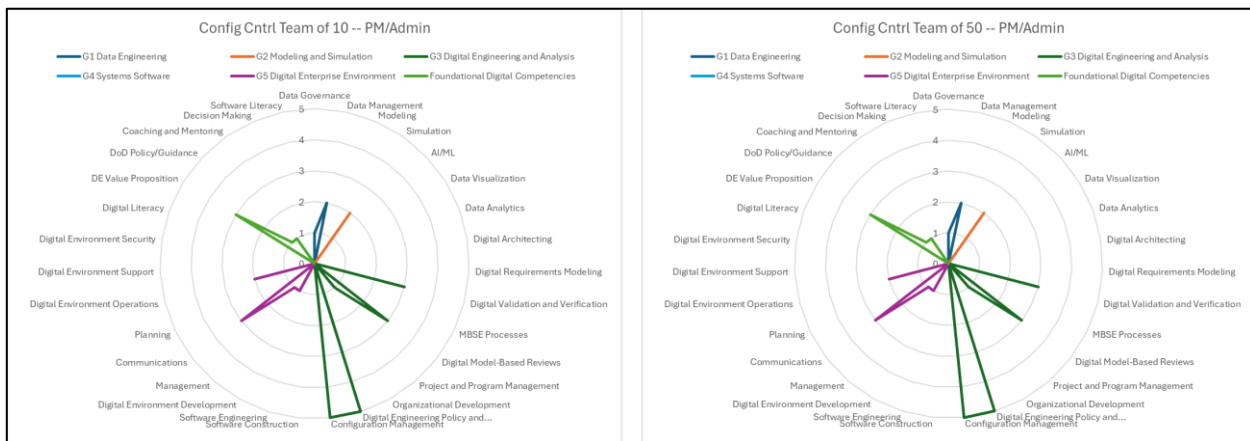 Config Cntrl Team of 10 -- PM/Admin
G1 Data Engineering
G2 Modeling and Simulation
G3 Digital Engineering and Analysis
G4 Systems Software
G5 Digital Enterprise Environment
Foundational Digital Competencies
Data Governance
Data Management
Modeling
Simulation
AI/ML
Data Visualization
Data Analytics
Digital Architecting
Digital Requirements Modeling
Digital Validation and Verification
MBSE Processes
Digital Model-Based Reviews
Project and Program Management
Organizational Development
Digital Engineering Policy and...
Configuration Management
Software Construction
Software Engineering
Digital Environment Development
Management
Communications
Planning
Digital Environment Operations
Digital Environment Support
Digital Environment Security
Digital Literacy
DE Value Proposition
DoD Policy/Guidance
Coaching and Mentoring
Decision Making
Software Literacy
5
4
3
2
1
0
Config Cntrl Team of 50 -- PM/Admin
G1 Data Engineering
G2 Modeling and Simulation
G3 Digital Engineering and Analysis
G4 Systems Software
G5 Digital Enterprise Environment
Foundational Digital Competencies
Data Governance
Data Management
Modeling
Simulation
AI/ML
Data Visualization
Data Analytics
Digital Architecting
Digital Requirements Modeling
Digital Validation and Verification
MBSE Processes
Digital Model-Based Reviews
Project and Program Management
Organizational Development
Digital Engineering Policy and...
Configuration Management
Software Construction
Software Engineering
Digital Environment Development
Management
Communications
Planning
Digital Environment Operations
Digital Environment Support
Digital Environment Security
Digital Literacy
DE Value Proposition
DoD Policy/Guidance
Coaching and Mentoring
Decision Making
Software Literacy
5
4
3
2
1
0